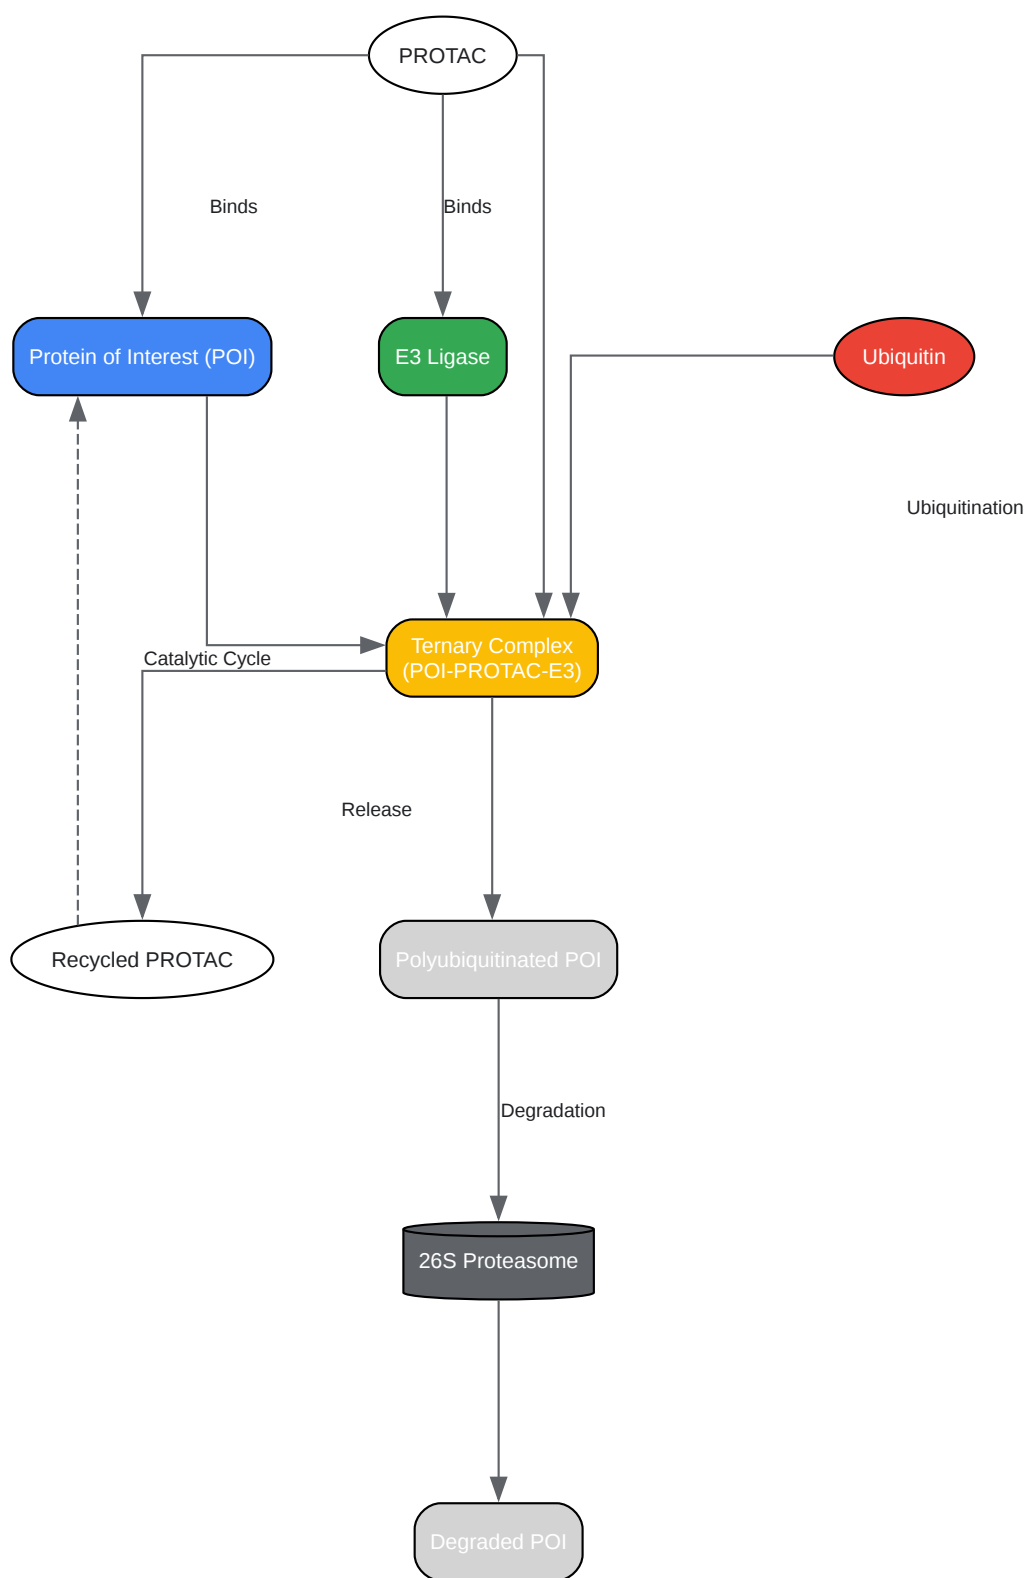 PROTAC
Binds
Binds
Protein of Interest (POI)
E3 Ligase
Ubiquitin
Ubiquitination
Ternary Complex
(POI-PROTAC-E3)
Catalytic Cycle
Release
Recycled PROTAC
Polyubiquitinated POI
Degradation
26S Proteasome
Degraded POI